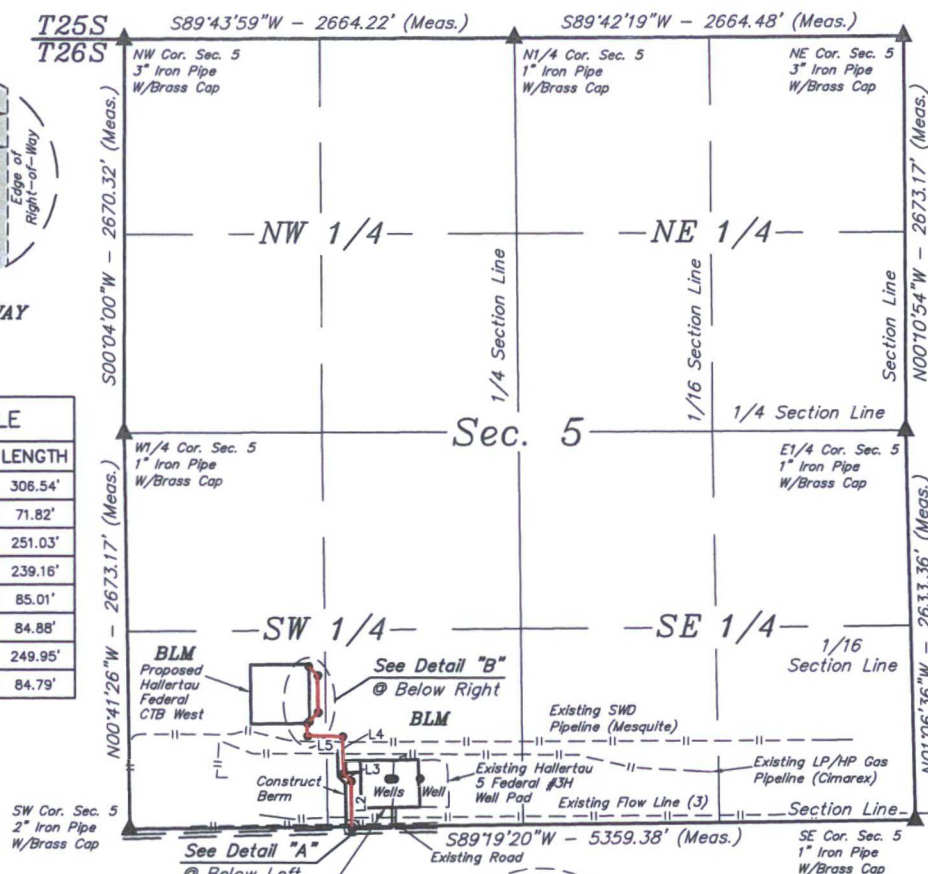 T25S
T26S
S89°43'59"W - 2664.22' (Meas.)
S89°42'19"W - 2664.48' (Meas.)
NW Cor. Sec. 5
3" Iron Pipe
W/Brass Cap
N1/4 Cor. Sec. 5
1" Iron Pipe
W/Brass Cap
NE Cor. Sec. 5
3" Iron Pipe
W/Brass Cap
Edge of
Right-of-Way
S00°04'00"W - 2670.32' (Meas.)
NW 1/4
NE 1/4
1/4 Section Line
1/16 Section Line
Section Line
N00°10'54"W - 2673.17' (Meas.)
1/4 Section Line
Sec. 5
LENGTH
306.54'
71.82'
251.03'
239.16'
85.01'
84.88'
249.95'
84.79'
W1/4 Cor. Sec. 5
1" Iron Pipe
W/Brass Cap
E1/4 Cor. Sec. 5
1" Iron Pipe
W/Brass Cap
N00°41'26"W - 2673.17' (Meas.)
SW 1/4
SE 1/4
1/16
Section Line
BLM
Proposed
Hallertau
Federal
CTB West
See Detail "B"
@ Below Right
BLM
Existing SWD
Pipeline (Mesquite)
L5
L4
L3
L2
Construct
Berm
Wells
Well
Existing Hallertau
5 Federal #3H
Well Pad
Existing LP/HP Gas
Pipeline (Cimarex)
Existing Flow Line (3)
Section Line
SW Cor. Sec. 5
2" Iron Pipe
W/Brass Cap
S89°19'20"W - 5359.38' (Meas.)
Existing Road
See Detail "A"
@ Below Left
SE Cor. Sec. 5
1" Iron Pipe
W/Brass Cap